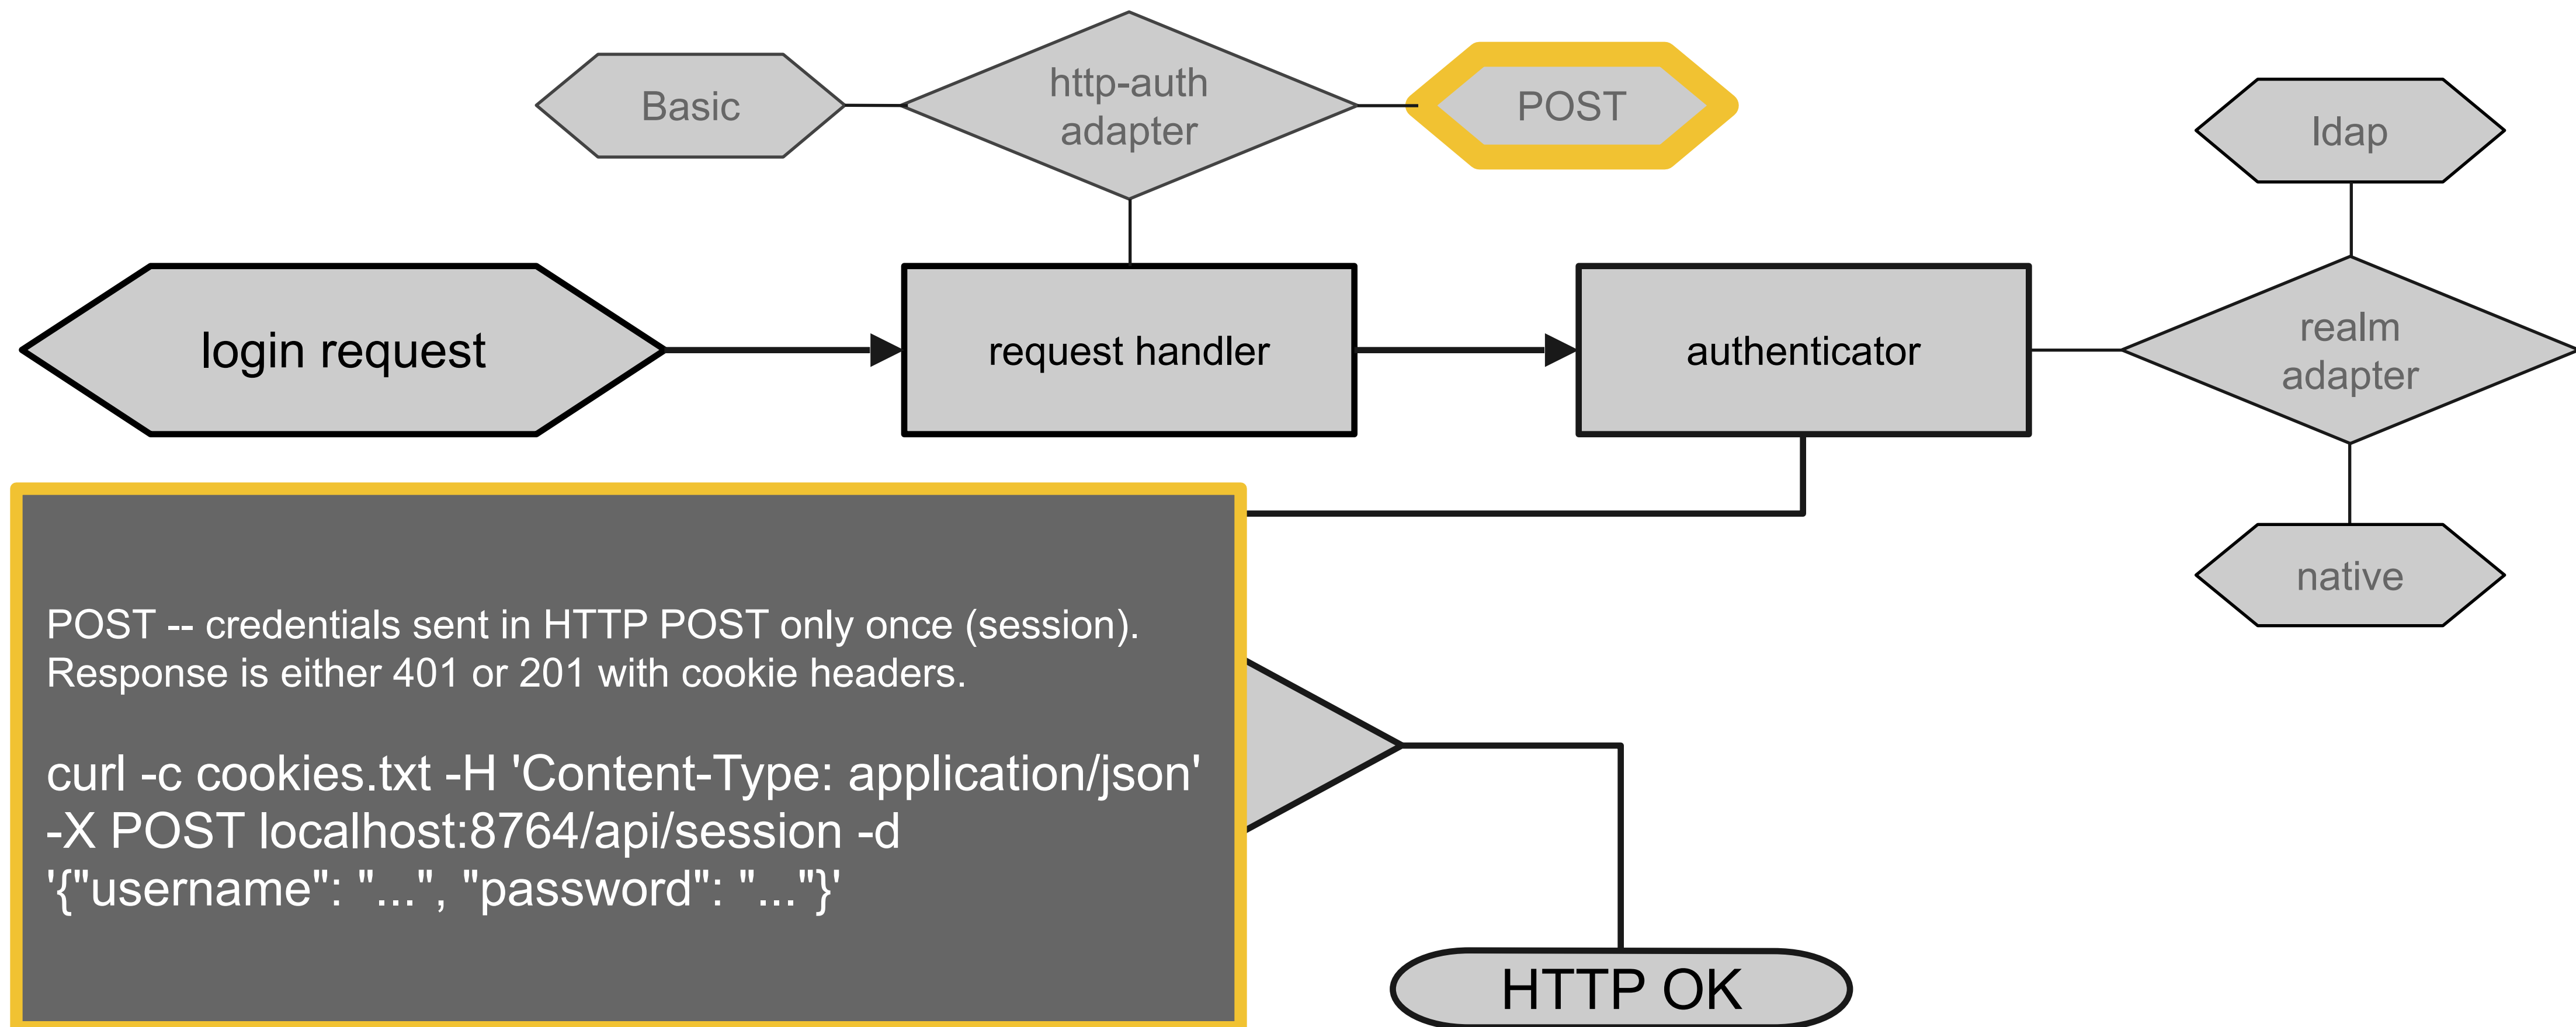 Basic
http-auth
adapter
POST
ldap
login request
request handler
authenticator
realm
adapter
native
POST -- credentials sent in HTTP POST only once (session).
Response is either 401 or 201 with cookie headers.
curl -c cookies.txt -H 'Content-Type: application/json'
-X POST localhost:8764/api/session -d
'{"username": "...", "password": "..."}'
HTTP OK